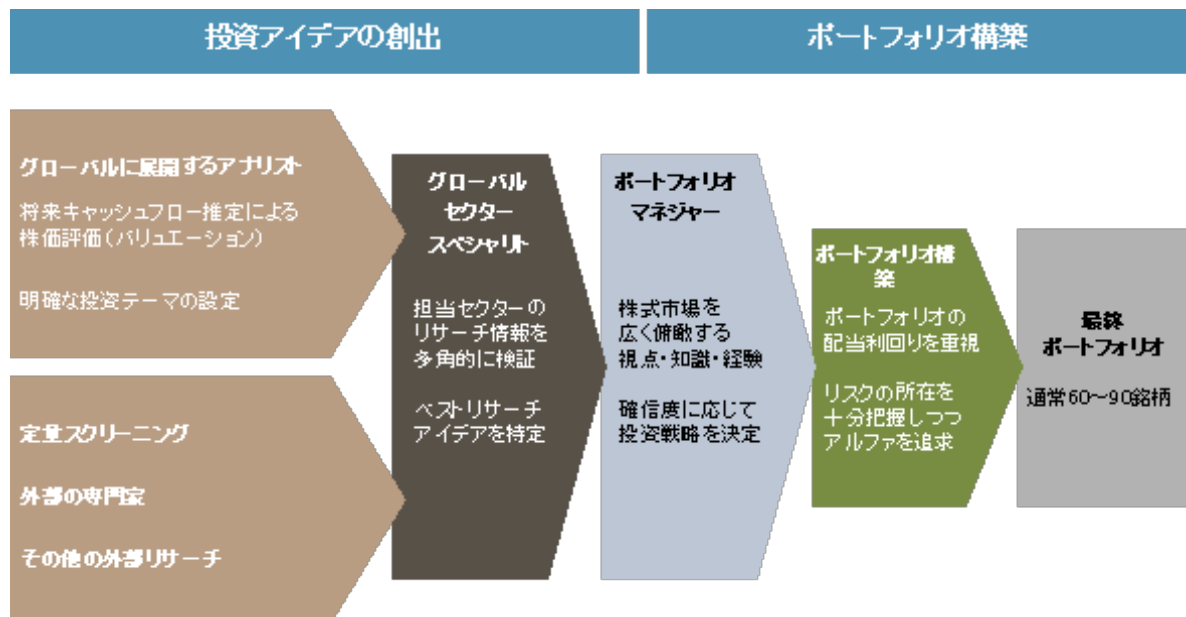 投資アイデアの創出
ポートフォリオ構築
グローバルに展開するアナリスト
将来キャッシュフロー推定による
株価評価(バリュエーション)
明確な投資テーマの設定
定量スクリーニング
外部の専門家
その他の外部リサーチ
グローバル
セクター
スペシャリスト
担当セクターの
リサーチ情報を
多角的に検証
ベストリサーチ
アイデアを特定
ポートフォリオ
マネジャー
株式市場を
広く俯瞰する
視点・知識・経験
確信度に応じて
投資戦略を決定
ポートフォリオ構
築
ポートフォリオの
配当利回りを重視
リスクの所在を
十分把握しつつ
アルファを追求
最終
ポートフォリオ
通常60～90銘柄